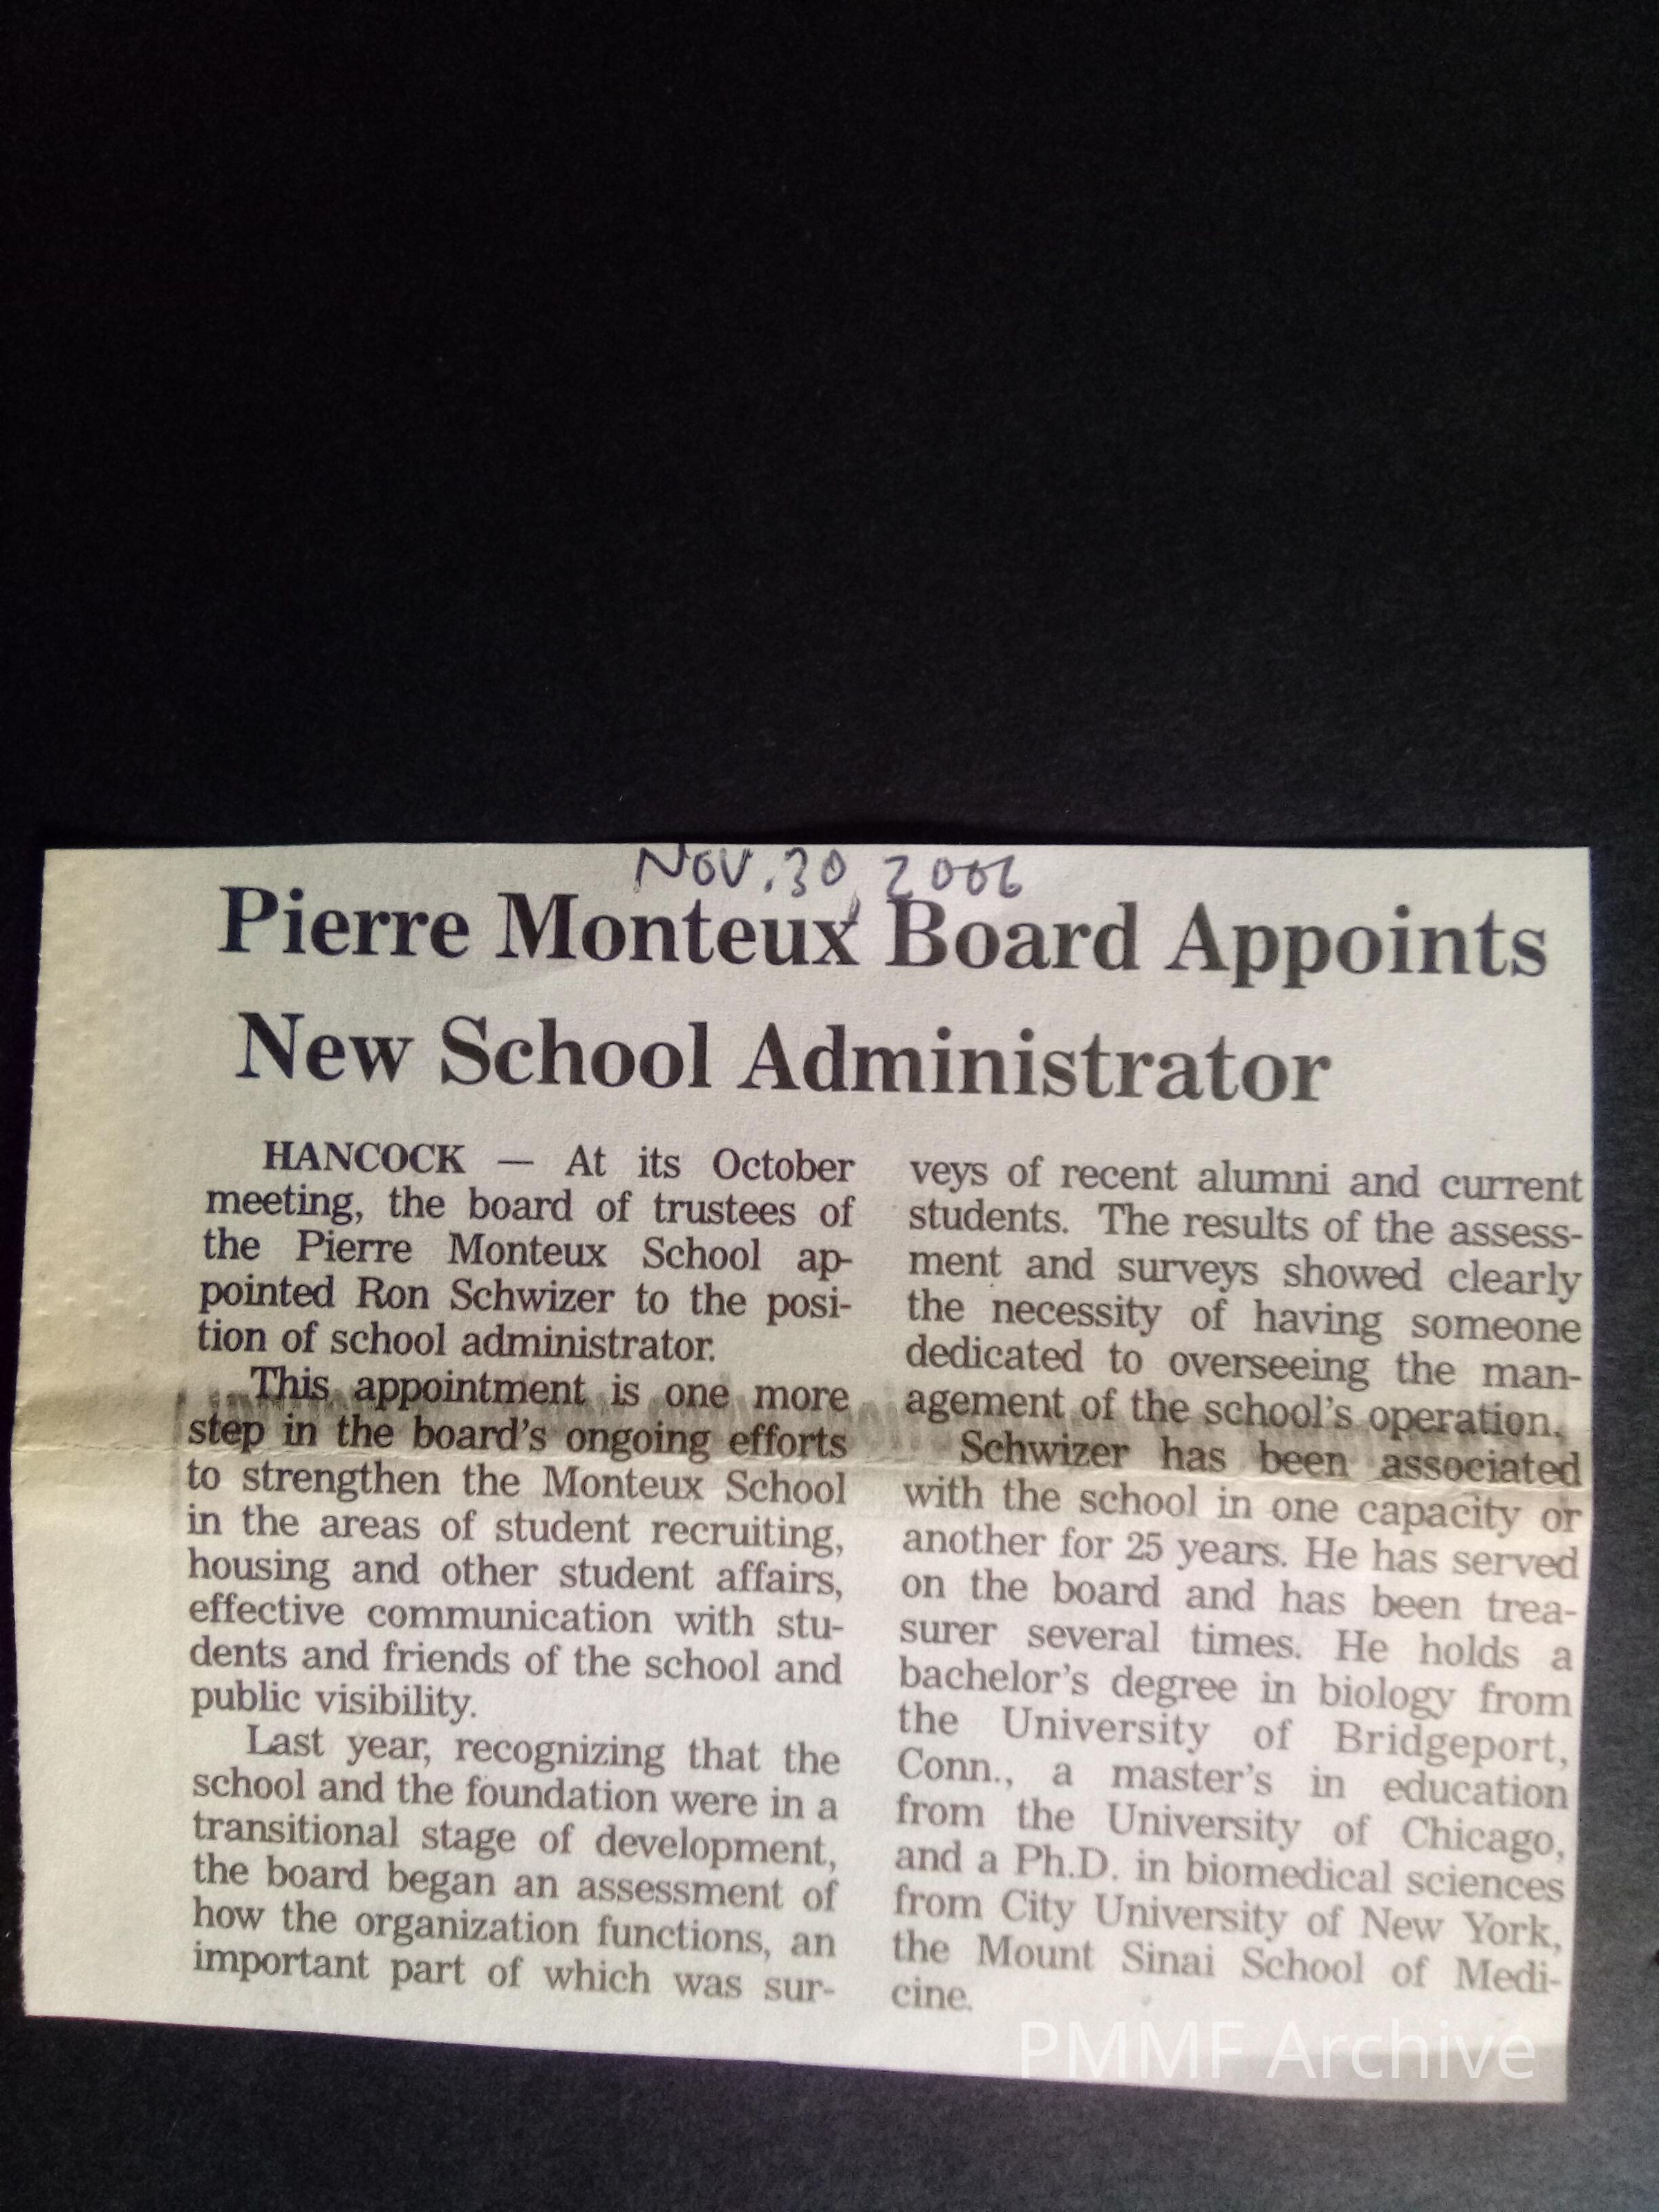 Nov. 30, 2006
Pierre Monteux Board Appoints
New School Administrator
HANCOCK — At its October
meeting, the board of trustees of
the Pierre Monteux School ap-
pointed Ron Schwizer to the posi-
tion of school administrator.
This appointment is one more
step in the board's ongoing efforts
to strengthen the Monteux School
in the areas of student recruiting,
housing and other student affairs,
effective communication with stu-
dents and friends of the school and
public visibility.
Last year, recognizing that the
school and the foundation were in a
transitional stage of development,
the board began an assessment of
how the organization functions, an
important part of which was sur-
veys of recent alumni and current
students. The results of the assess-
ment and surveys showed clearly
the necessity of having someone
dedicated to overseeing the man-
agement of the school's operation.
Schwizer has been associated
with the school in one capacity or
another for 25 years. He has served
on the board and has been trea-
surer several times. He holds a
bachelor's degree in biology from
the University of Bridgeport,
Conn., a master's in education
from the University of Chicago,
and a Ph.D. in biomedical sciences
from City University of New York,
the Mount Sinai School of Medi-
cine.
PMMF Archive